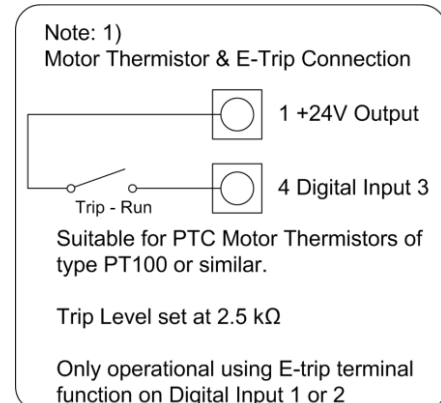 Note: 1)
Motor Thermistor & E-Trip Connection
1 +24V Output
4 Digital Input 3
Trip - Run
Suitable for PTC Motor Thermistors of
type PT100 or similar.
Trip Level set at 2.5 kΩ
Only operational using E-trip terminal
function on Digital Input 1 or 2